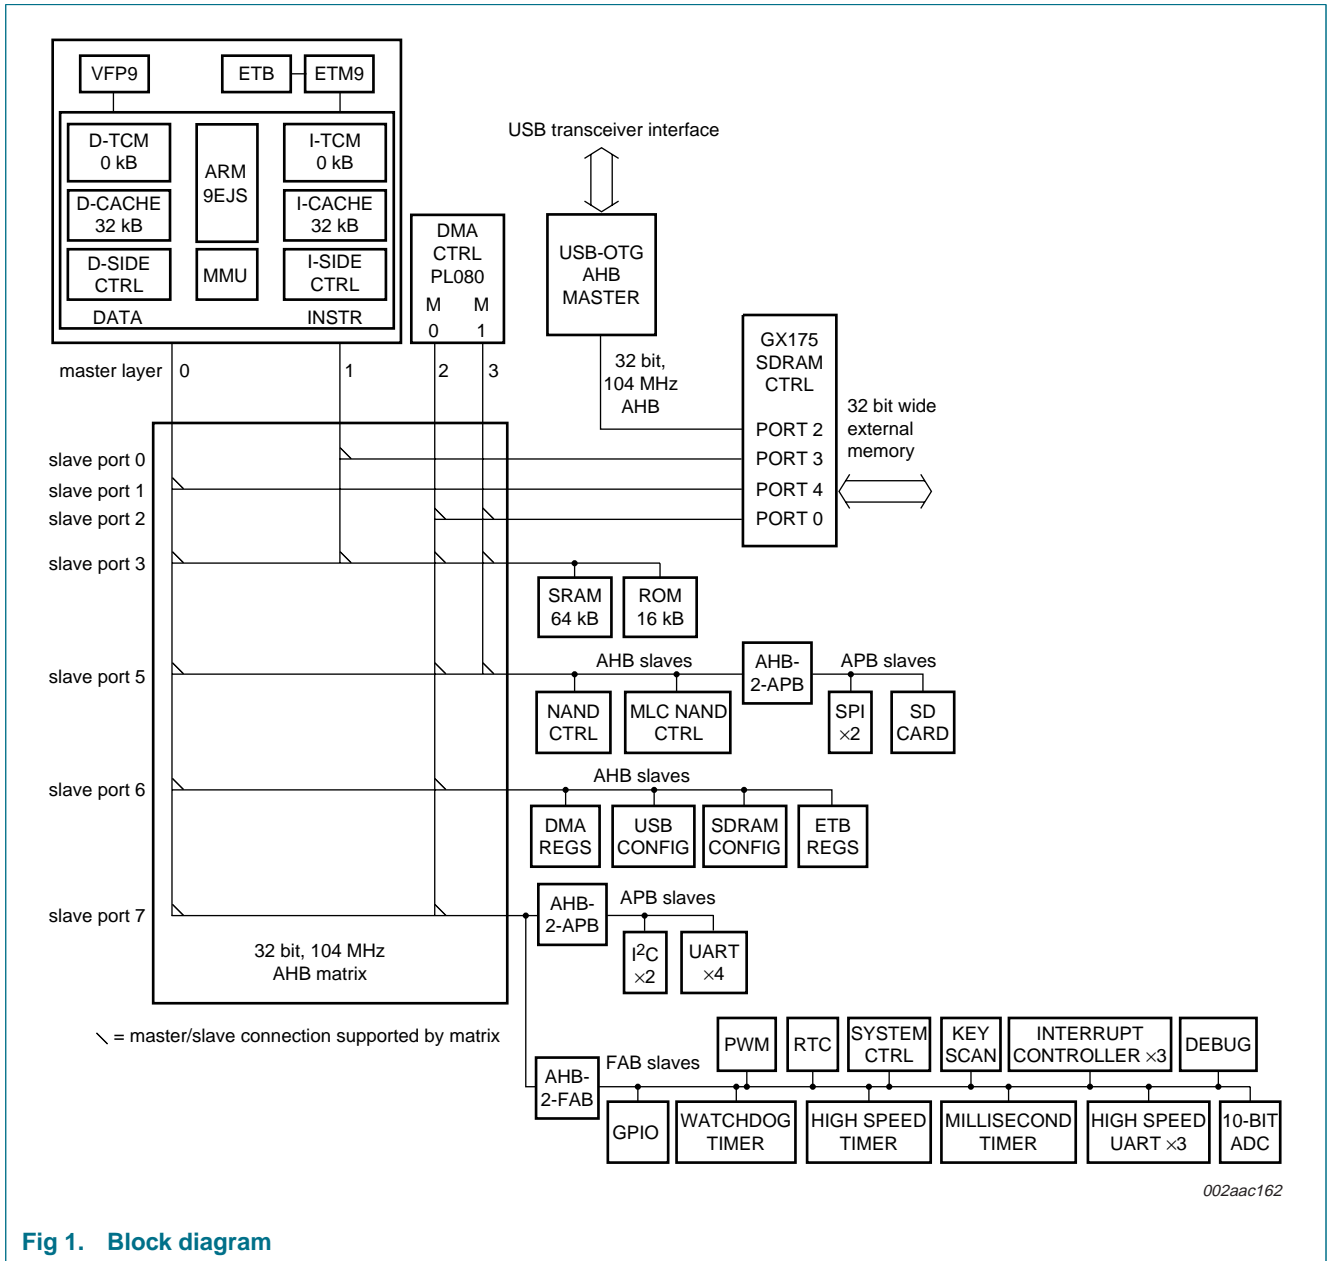 VFP9
ETB
ETM9
D-TCM
0 kB
ARM
9EJS
I-TCM
0 kB
D-CACHE
32 kB
I-CACHE
32 kB
D-SIDE
CTRL
MMU
I-SIDE
CTRL
DATA
INSTR
DMA
CTRL
PL080
M M
0 1
USB transceiver interface
USB-OTG
AHB
MASTER
32 bit,
104 MHz
AHB
GX175
SDRAM
CTRL
PORT 2
PORT 3
PORT 4
PORT 0
32 bit wide
external
memory
master layer 0 1 2 3
slave port 0
slave port 1
slave port 2
slave port 3
SRAM
64 kB
ROM
16 kB
slave port 5
AHB slaves
AHB-
2-APB
APB slaves
NAND
CTRL
MLC NAND
CTRL
SPI
×2
SD
CARD
slave port 6
AHB slaves
DMA
REGS
USB
CONFIG
SDRAM
CONFIG
ETB
REGS
slave port 7
AHB-
2-APB
APB slaves
I²C
×2
UART
×4
32 bit, 104 MHz
AHB matrix
= master/slave connection supported by matrix
AHB-
2-FAB
FAB slaves
PWM
RTC
SYSTEM
CTRL
KEY
SCAN
INTERRUPT
CONTROLLER ×3
DEBUG
GPIO
WATCHDOG
TIMER
HIGH SPEED
TIMER
MILLISECOND
TIMER
HIGH SPEED
UART ×3
10-BIT
ADC
002aac162
Fig 1. Block diagram